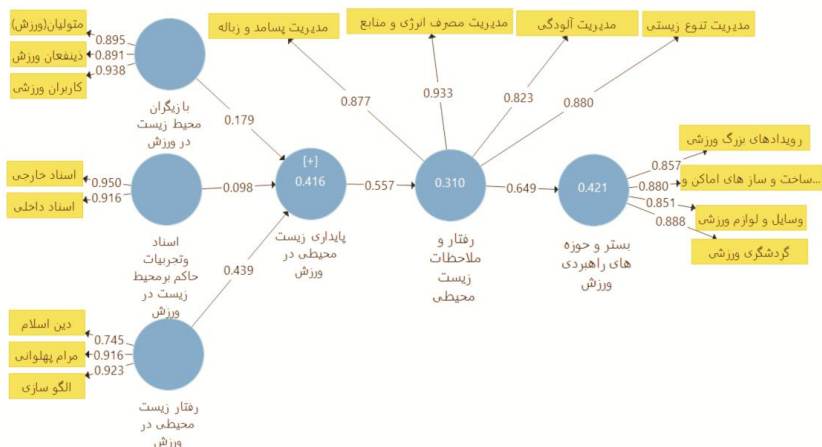 متولیان(ورزش)
0.895
ذینفعان ورزش
0.891
0.938
کاربران ورزشی
بازیگران
محیط زیست
در ورزش
مدیریت پسامد و زباله
مدیریت مصرف انرژی و منابع
مدیریت آلودگی
مدیریت تنوع زیستی
0.877
0.933
0.823
0.880
0.179
اسناد خارجی
0.950
0.916
اسناد داخلی
اسناد
وتجربیات
حاکم برمحیط
زیست در
ورزش
0.098
[+]
0.416
پایداری زیست
محیطی در
ورزش
0.557
0.310
رفتار و
ملاحظات
زیست
محیطی
0.649
0.421
بستر و حوزه
های راهبردی
ورزش
رویدادهای بزرگ ورزشی
0.857
ساخت و ساز های اماکن و...
0.880
0.851
وسایل و لوازم ورزشی
0.888
گردشگری ورزشی
0.439
دین اسلام
0.745
مرام پهلوانی
0.916
0.923
الگو سازی
رفتار زیست
محیطی در
ورزش